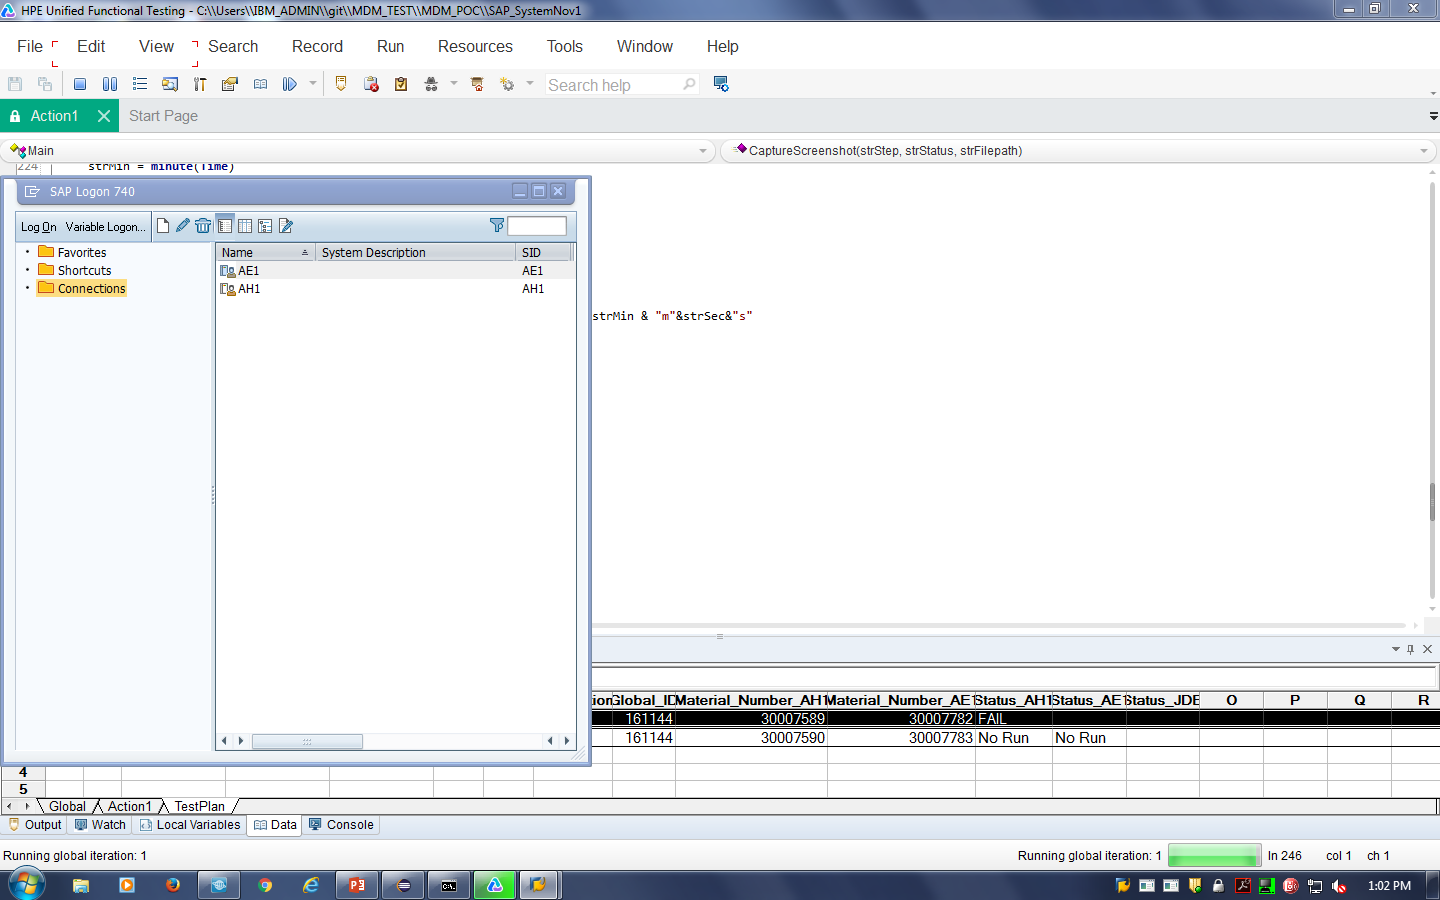 HPE Unified Functional Testing - C:\\Users\\IBM_ADMIN\\git\\MDM_TEST\\MDM_POC\\SAP_SystemNov1
File Edit View Search Record Run Resources Tools Window Help
Search help
Action1 Start Page
Main CaptureScreenshot(strStep, strStatus, strFilepath)
224 strMin = minute(Time)
SAP Logon 740
Log On Variable Logon...
Favorites
Shortcuts
Connections
Name System Description SID
AE1 AE1
AH1 AH1
strMin & "m"&strSec&"s"
tion Global_ID Material_Number_AH1 Material_Number_AE1 Status_AH1 Status_AE1 Status_JDE O P Q R
161144 30007589 30007782 FAIL
161144 30007590 30007783 No Run No Run
4
5
Global Action1 TestPlan
Output Watch Local Variables Data Console
Running global iteration: 1 Running global iteration: 1 ln 246 col 1 ch 1
1:02 PM